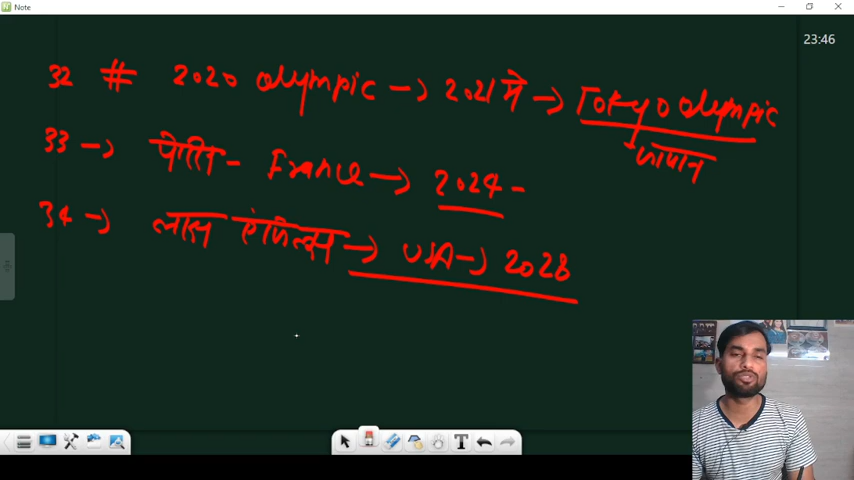 Note
23:46
32 # 2020 olympic → 2021 में → Tokyo olympic
जापान
33 → पेरिस - France → 2024 -
34 → लास एंजिल्स → USA → 2028